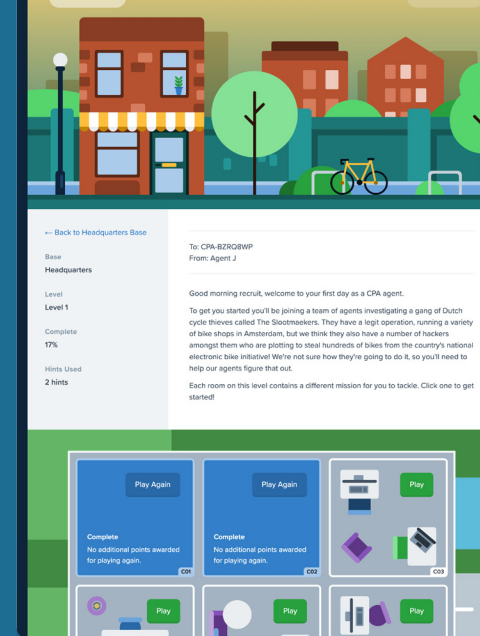 ← Back to Headquarters Base
Base
Headquarters
Level
Level 1
Complete
17%
Hints Used
2 hints
To: CPA-BZRQ8WP
From: Agent J
Good morning recruit, welcome to your first day as a CPA agent.
To get you started you'll be joining a team of agents investigating a gang of Dutch
cycle thieves called The Slootmaekers. They have a legit operation, running a variety
of bike shops in Amsterdam, but we think they also have a number of hackers
amongst them who are plotting to steal hundreds of bikes from the country's national
electronic bike initiative! We're not sure how they're going to do it, so you'll need to
help our agents figure that out.
Each room on this level contains a different mission for you to tackle. Click one to get
started!
Play Again
Complete
No additional points awarded
for playing again.
C01
Play Again
Complete
No additional points awarded
for playing again.
C02
Play
C03
Play
Play
Play